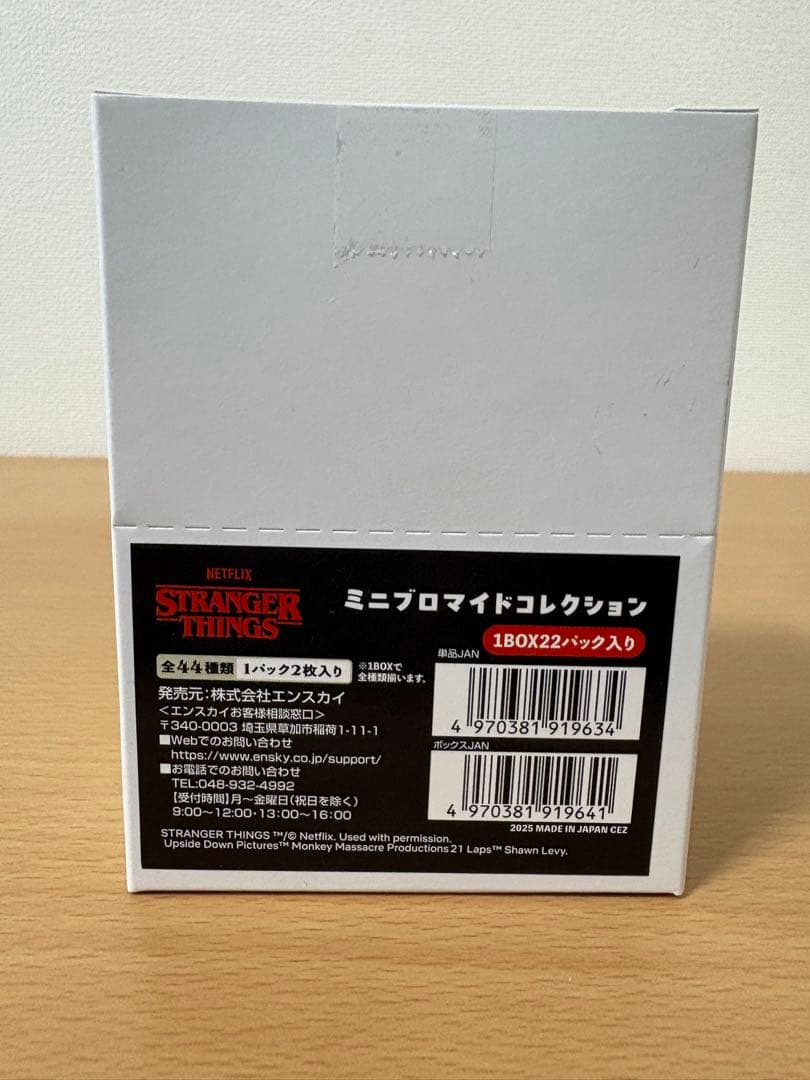 NETFLIX
STRANGER
THINGS
ミニブロマイドコレクション
1BOX22パック入り
全44種類 1パック2枚入り
※1BOXで
全種類揃います。
単品JAN
4 970381 919634
ボックスJAN
4 970381 919641
2025 MADE IN JAPAN CEZ
発売元:株式会社エンスカイ
<エンスカイお客様相談窓口>
〒340-0003 埼玉県草加市稲荷1-11-1
■Webでのお問い合わせ
https://www.ensky.co.jp/support/
■お電話でのお問い合わせ
TEL:048-932-4992
【受付時間】月〜金曜日(祝日を除く)
9:00〜12:00・13:00〜16:00
STRANGER THINGS ™/© Netflix. Used with permission.
Upside Down Pictures™ Monkey Massacre Productions 21 Laps™ Shawn Levy.